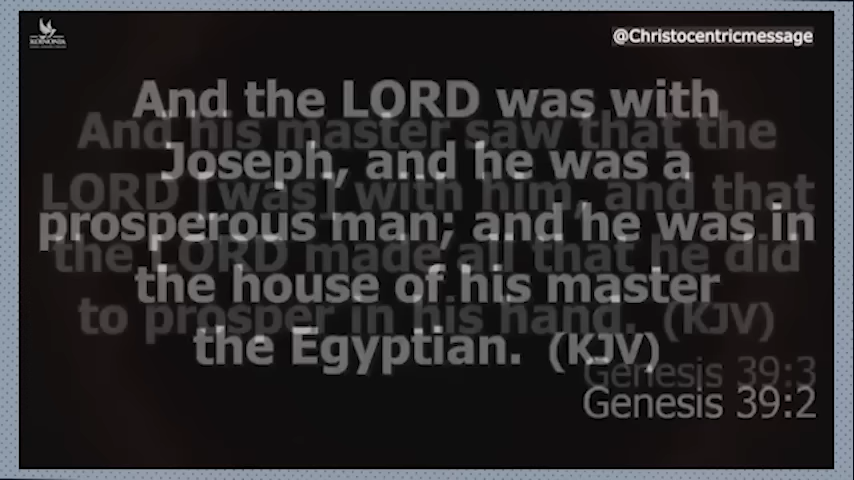 KOINONIA
@Christocentricmessage
And the LORD was with
Joseph, and he was a
prosperous man; and he was in
the house of his master
the Egyptian. (KJV)
Genesis 39:2
And his master saw that the
LORD [was] with him, and that
the LORD made all that he did
to prosper in his hand. (KJV)
Genesis 39:3